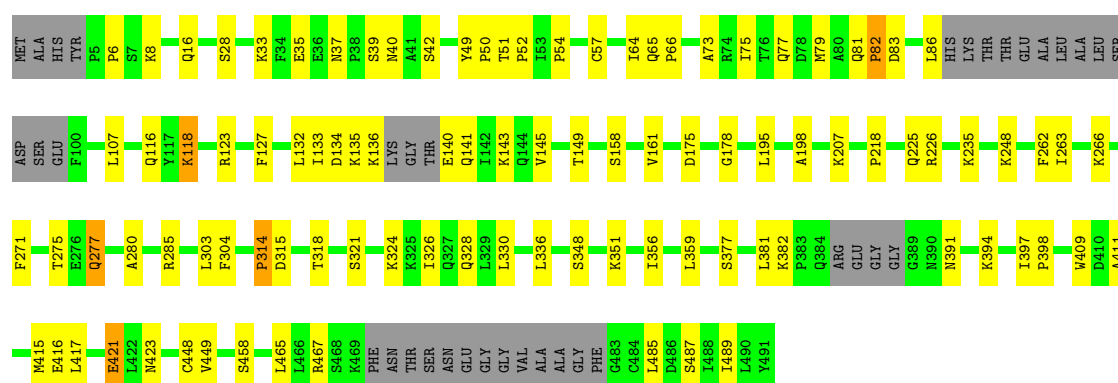 MET ALA HIS TYR P5 P6 S7 K8 Q16 S28 K33 F34 E35 E36 N37 P38 S39 N40 A41 S42 Y49 P50 T51 P52 I53 P54 C57 I64 Q65 P66 A73 R74 I75 T76 Q77 D78 M79 A80 Q81 P82 D83 L86 HIS LYS THR THR GLU ALA LEU ALA LEU SER
ASP SER GLU F100 L107 Q116 Y117 K118 R123 F127 L132 I133 D134 K135 K136 LYS GLY THR E140 Q141 I142 K143 Q144 V145 T149 S158 V161 D175 G178 L195 A198 K207 P218 Q225 R226 K235 K248 F262 I263 K266
F271 T275 E276 Q277 A280 R285 L303 F304 P314 D315 T318 S321 K324 K325 I326 Q327 Q328 L329 L330 L336 S348 K351 I356 L359 S377 L381 K382 P383 Q384 ARG GLU GLY GLY G389 N390 N391 K394 I397 P398 W409 D410 A411
M415 E416 L417 E421 L422 N423 C448 V449 S458 L465 L466 R467 S468 K469 PHE ASN THR SER ASN GLU GLY GLY VAL ALA ALA GLY PHE G483 C484 L485 D486 S487 I488 I489 L490 Y491